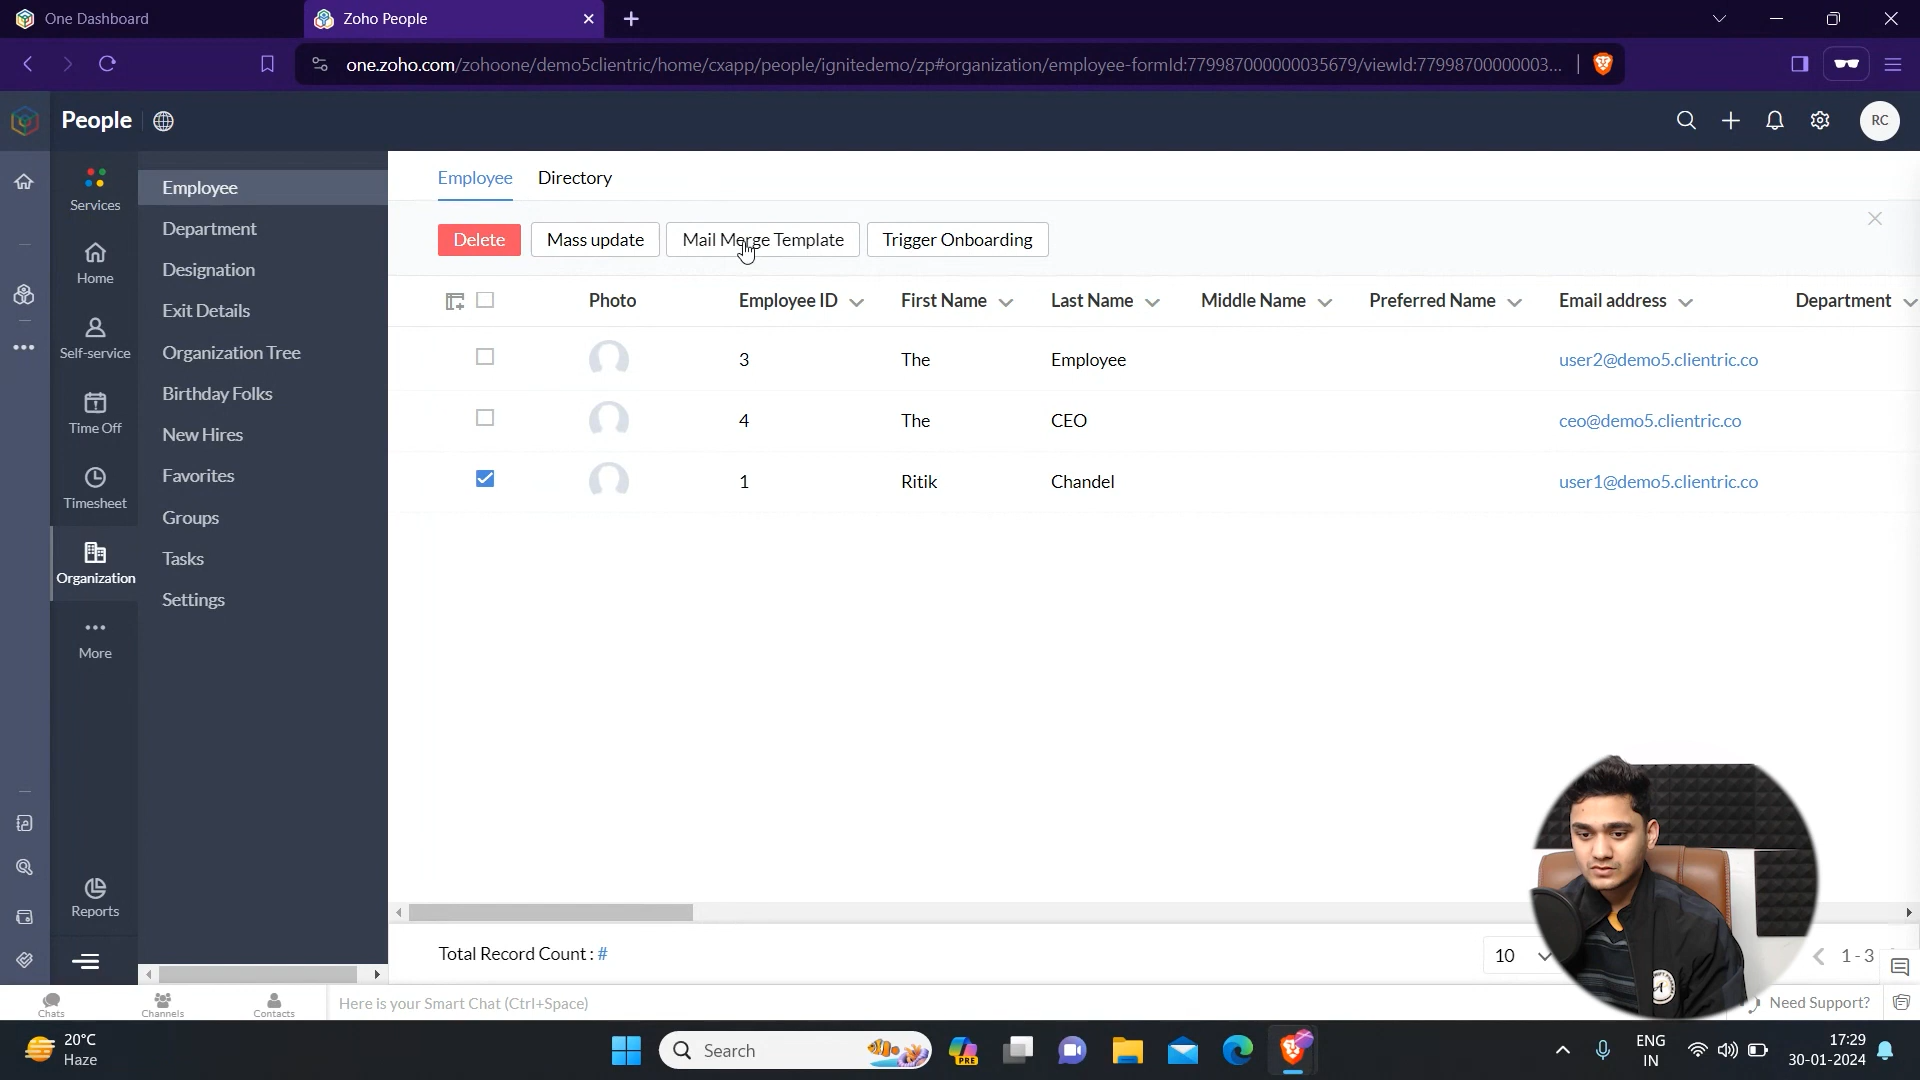 One Dashboard
Zoho People
one.zoho.com/zohoone/demo5clientric/home/cxapp/people/ignitedemo/zp#organization/employee-formId:779987000000035679/viewId:77998700000003...
People
RC
Services
Home
Self-service
Time Off
Timesheet
Organization
More
Reports
Employee
Department
Designation
Exit Details
Organization Tree
Birthday Folks
New Hires
Favorites
Groups
Tasks
Settings
Employee Directory
Delete Mass update Mail Merge Template Trigger Onboarding
Photo Employee ID First Name Last Name Middle Name Preferred Name Email address Department
3 The Employee user2@demo5.clientric.co
4 The CEO ceo@demo5.clientric.co
1 Ritik Chandel user1@demo5.clientric.co
Total Record Count : #
10
1 - 3
Chats Channels Contacts Here is your Smart Chat (Ctrl+Space)
Need Support?
20°C
Haze
Search
PRE
ENG
IN
17:29
30-01-2024